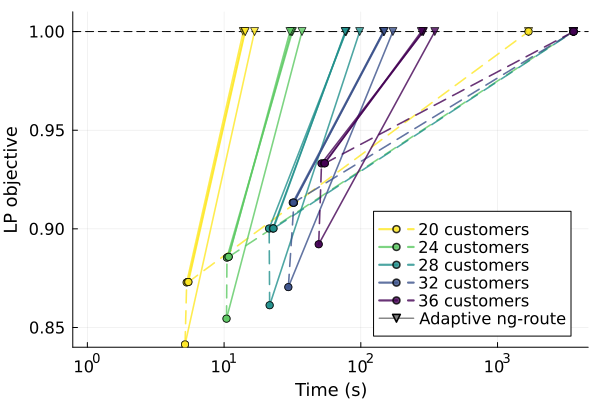 1.00
0.95
0.90
0.85
LP objective
20 customers
24 customers
28 customers
32 customers
36 customers
Adaptive ng-route
10⁰ 10¹ 10² 10³
Time (s)